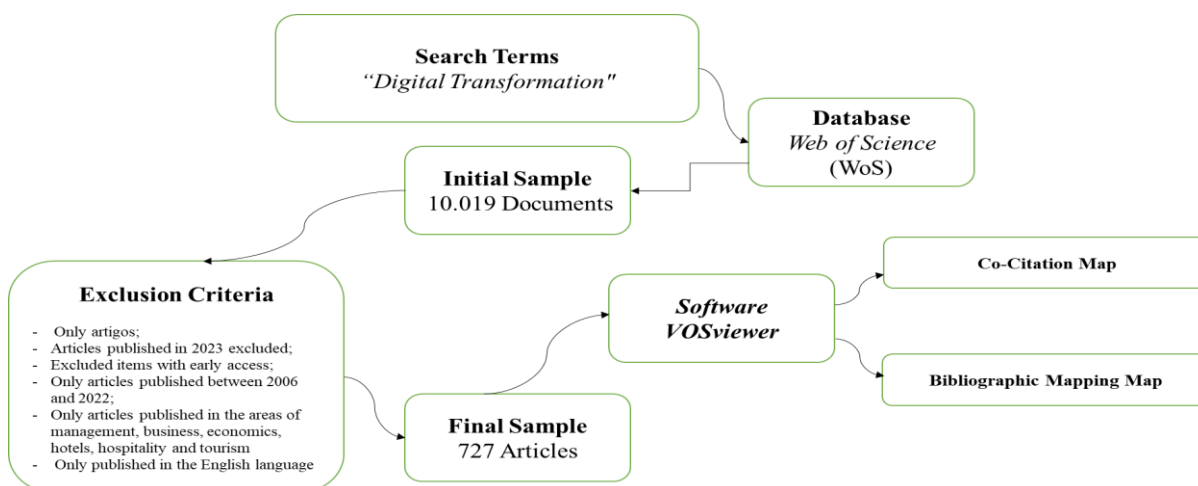 Search Terms
“Digital Transformation"
Database
Web of Science
(WoS)
Initial Sample
10.019 Documents
Exclusion Criteria
- Only artigos;
- Articles published in 2023 excluded;
- Excluded items with early access;
- Only articles published between 2006
and 2022;
- Only articles published in the areas of
management, business, economics,
hotels, hospitality and tourism
- Only published in the English language
Final Sample
727 Articles
Software
VOSviewer
Co-Citation Map
Bibliographic Mapping Map